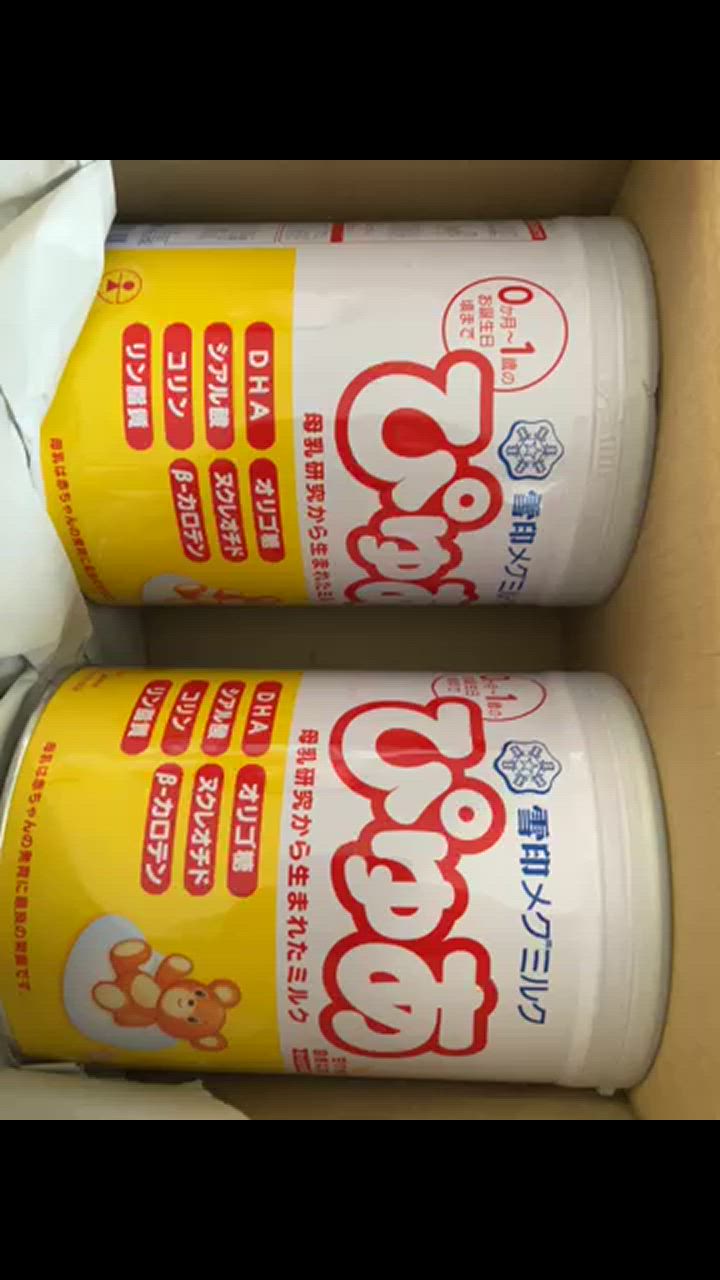 0か月～1歳の
お誕生日
頃まで
雪印メグミル
ぴゅあ
母乳研究から生まれたミル
DHA
オリゴ糖
シアル酸
ヌクレオチド
コリン
β-カロテン
リン脂質
雪印メグミルク
ぴゅあ
母乳研究から生まれたミルク
DHA
オリゴ糖
シアル酸
ヌクレオチド
コリン
β-カロテン
リン脂質
母乳は赤ちゃんの発育に最良の栄養です。